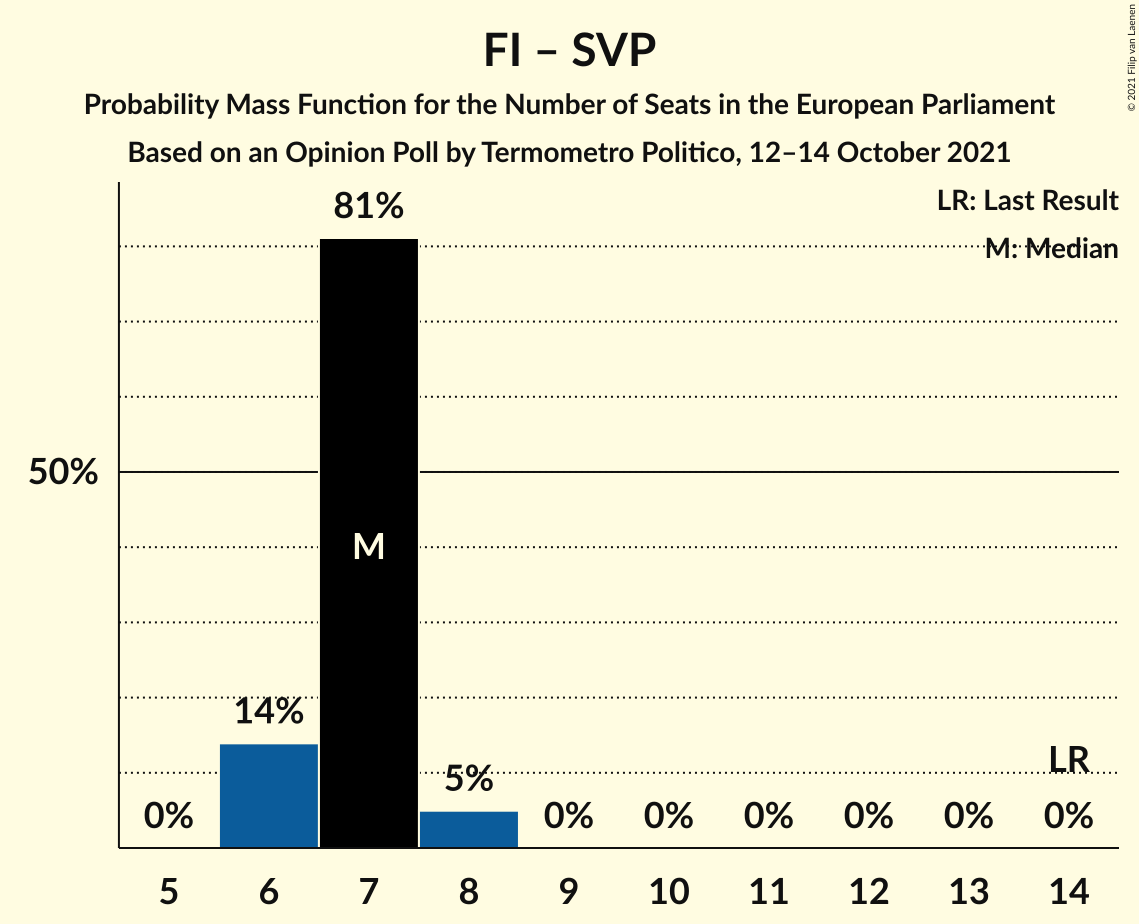 FI – SVP
Probability Mass Function for the Number of Seats in the European Parliament
Based on an Opinion Poll by Termometro Politico, 12–14 October 2021
© 2021 Filip van Laenen
LR: Last Result
M: Median
81%
50%
M
14%
5%
LR
0%
0%
0%
0%
0%
0%
0%
5
6
7
8
9
10
11
12
13
14